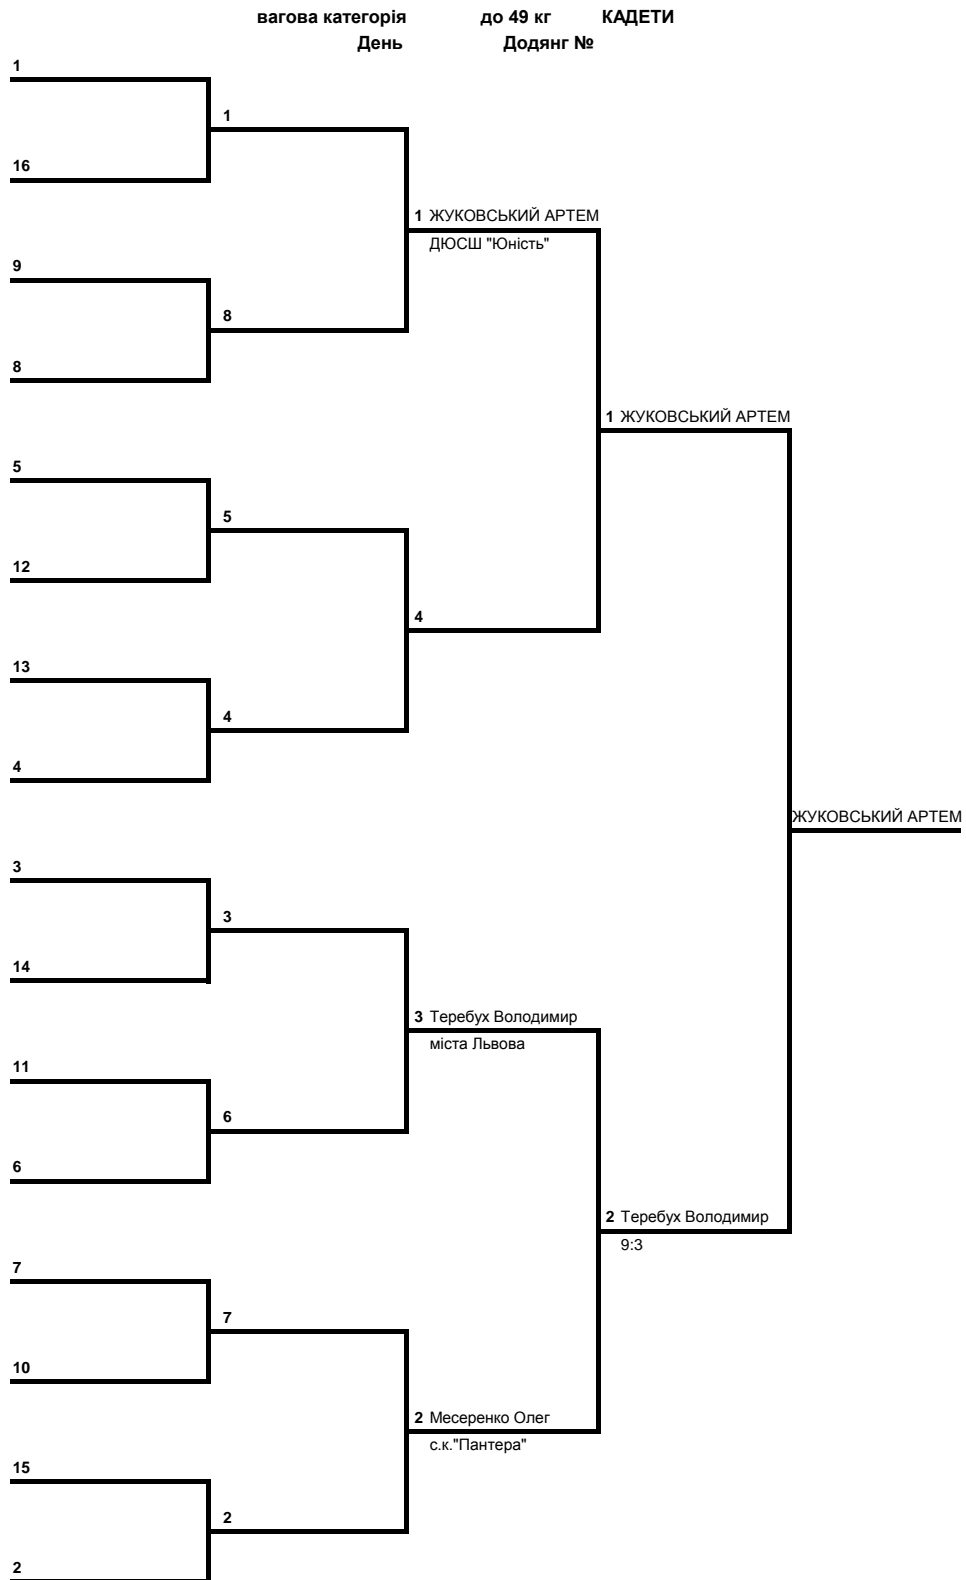 вагова категорія до 49 кг КАДЕТИ
День Додянг №
1
1
16
1 ЖУКОВСЬКИЙ АРТЕМ
ДЮСШ "Юність"
9
8
8
1 ЖУКОВСЬКИЙ АРТЕМ
5
5
12
4
13
4
4
ЖУКОВСЬКИЙ АРТЕМ
3
3
14
3 Теребух Володимир
міста Львова
11
6
6
2 Теребух Володимир
9:3
7
7
10
2 Месеренко Олег
с.к."Пантера"
15
2
2